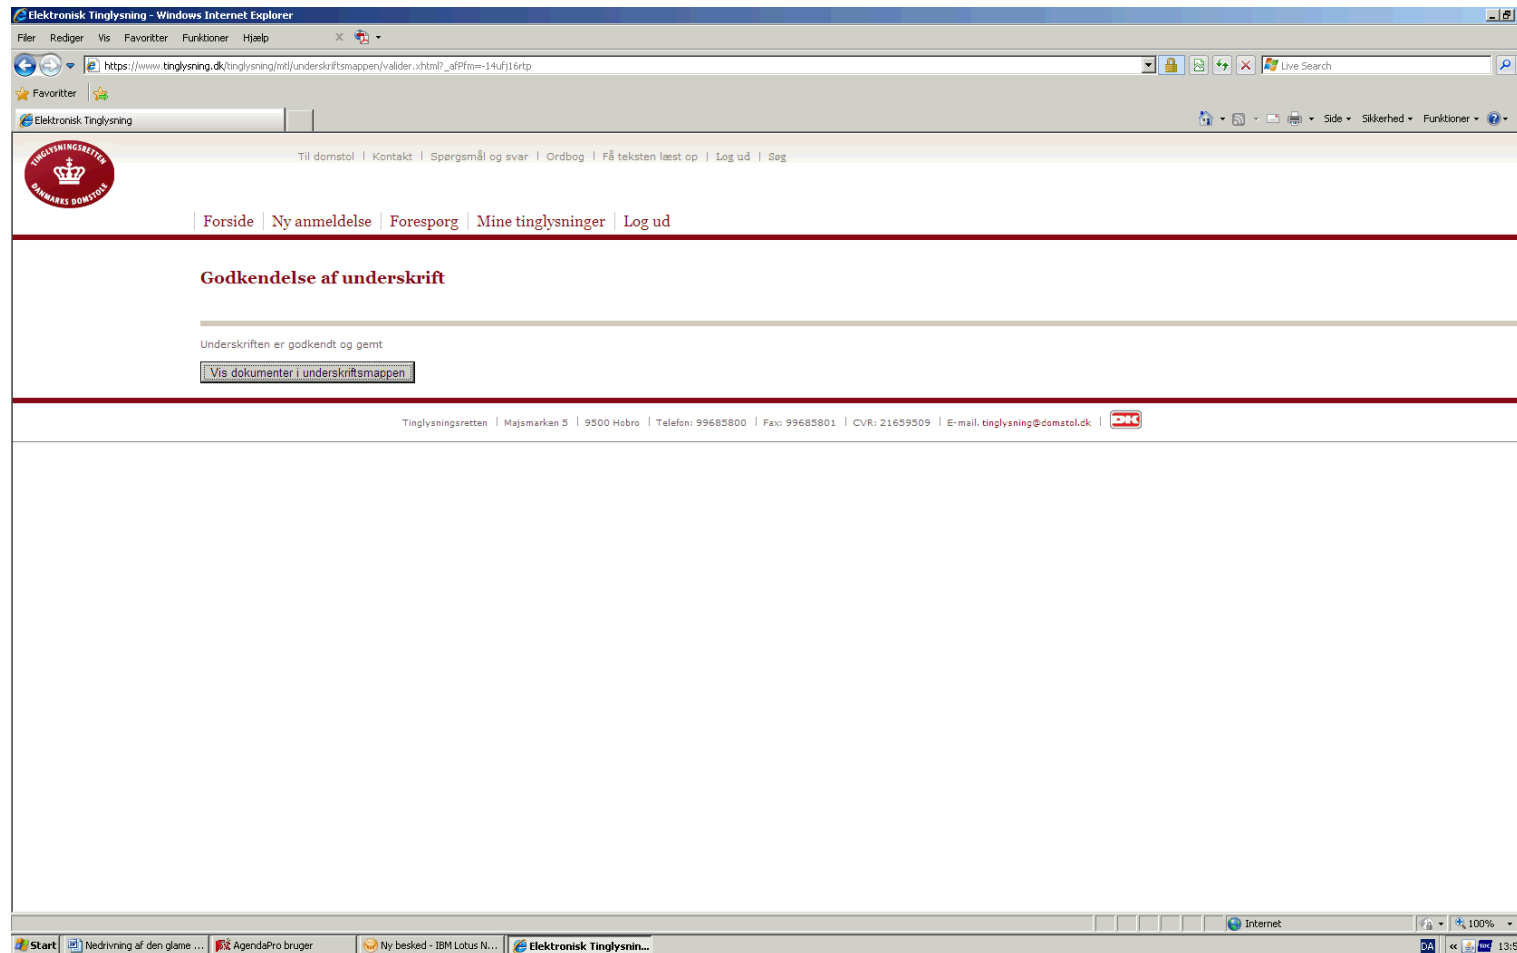 Elektronisk Tinglysning - Windows Internet Explorer
Filer Rediger Vis Favoritter Funktioner Hjælp
https://www.tinglysning.dk/tinglysning/mtl/underskriftsmappen/valider.xhtml?_afPfm=-14ufj16rtp
Live Search
Favoritter
Elektronisk Tinglysning
Side Sikkerhed Funktioner
TINGLYSNINGSRETTEN
DANMARKS DOMSTOLE
Til domstol | Kontakt | Spørgsmål og svar | Ordbog | Få teksten læst op | Log ud | Søg
Forside | Ny anmeldelse | Forespørg | Mine tinglysninger | Log ud
Godkendelse af underskrift
Underskriften er godkendt og gemt
Vis dokumenter i underskriftsmappen
Tinglysningsretten | Majsmarken 5 | 9500 Hobro | Telefon: 99685800 | Fax: 99685801 | CVR: 21659509 | E-mail. tinglysning@domstol.dk |
Internet 100%
Start Nedrivning af den glame ... AgendaPro bruger Ny besked - IBM Lotus N... Elektronisk Tinglysnin... DA « 13:5